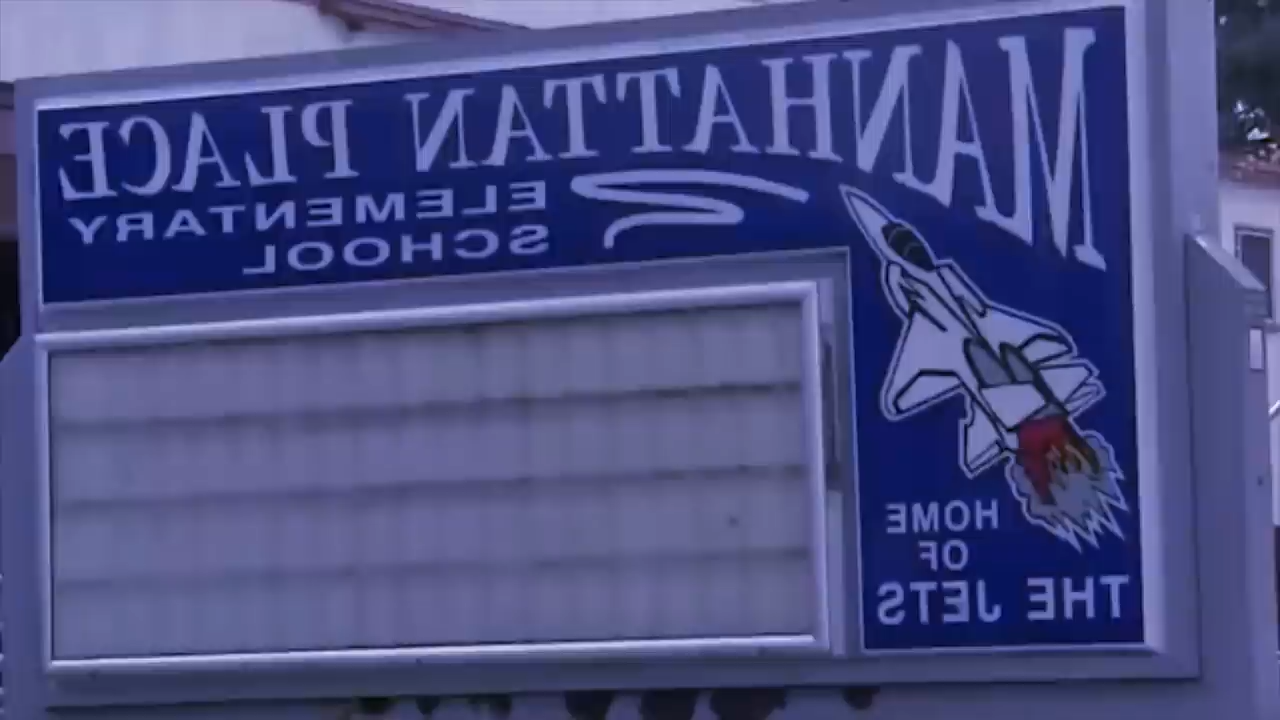 MANHATTAN PLACE
ELEMENTARY
SCHOOL
HOME
OF
THE JETS